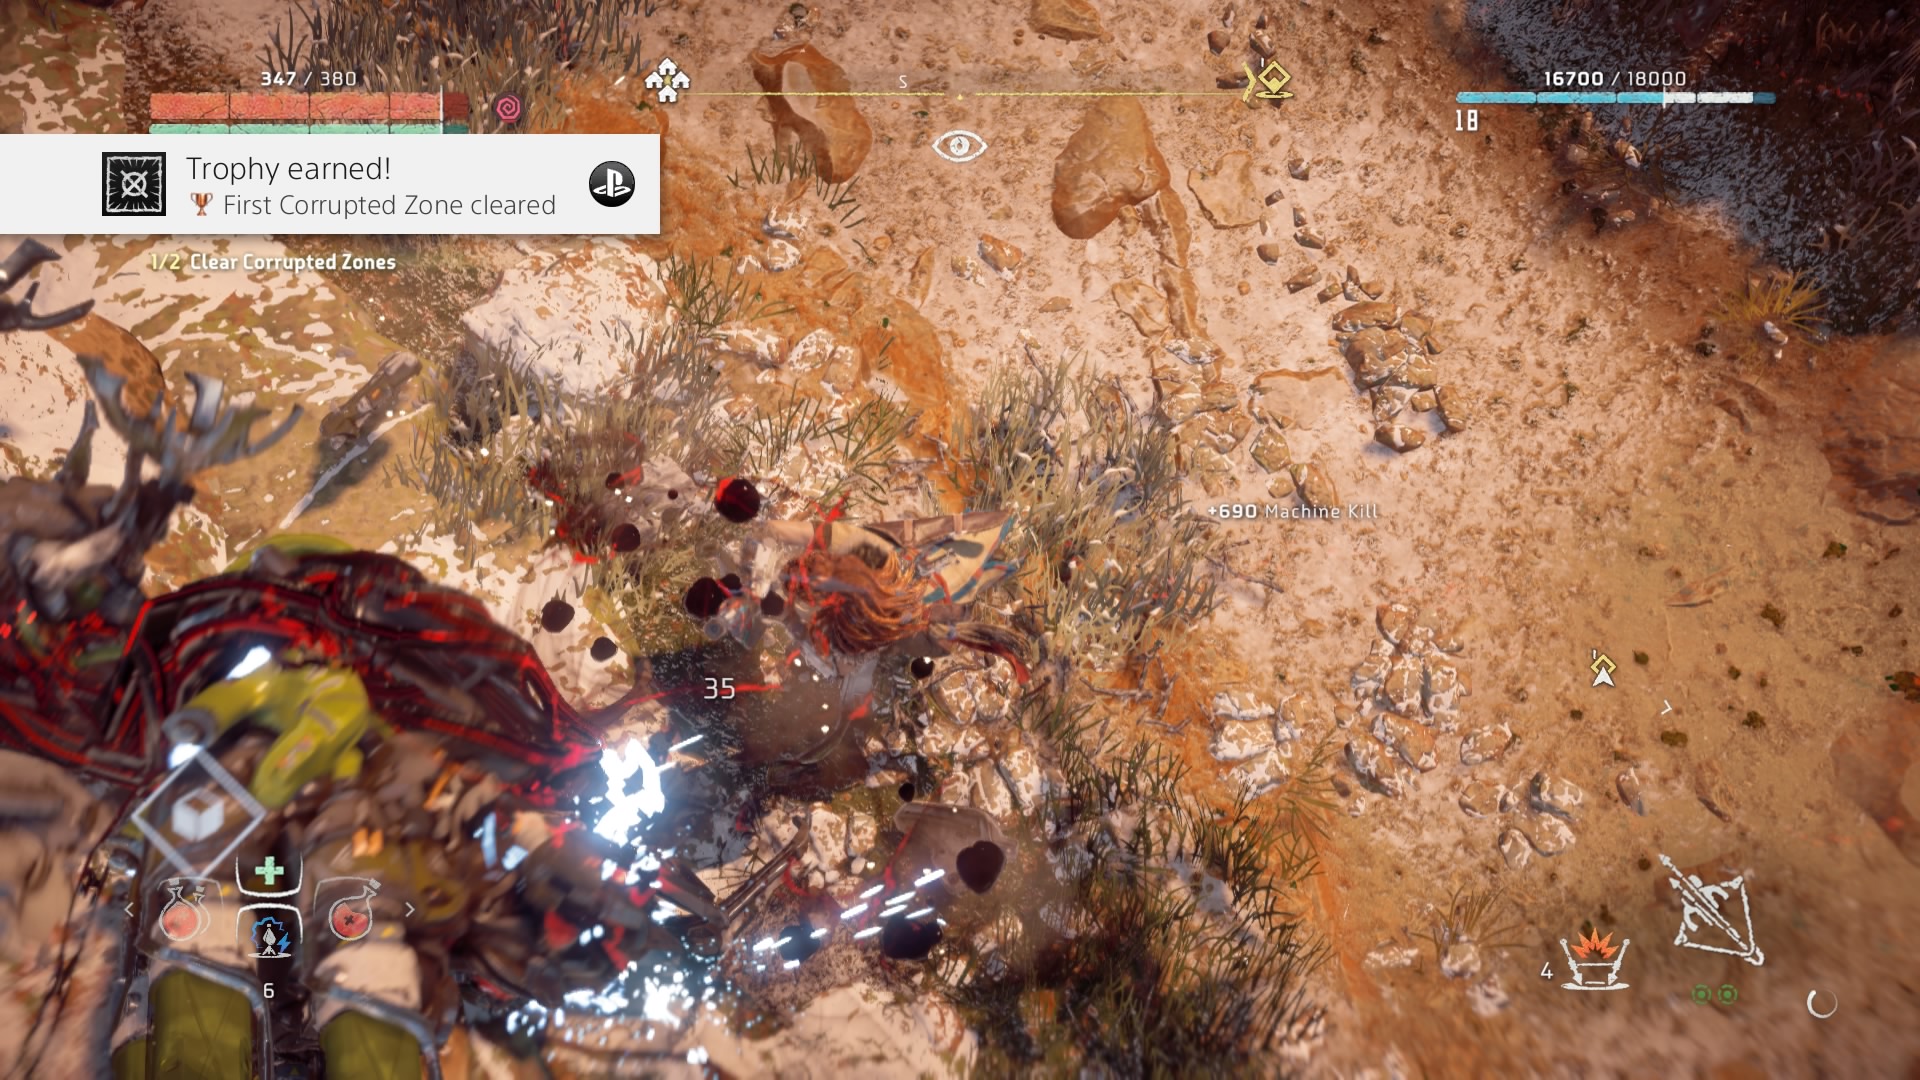 347 / 380
S
16700 / 18000
18
Trophy earned!
First Corrupted Zone cleared
1/2 Clear Corrupted Zones
+690 Machine Kill
35
6
4